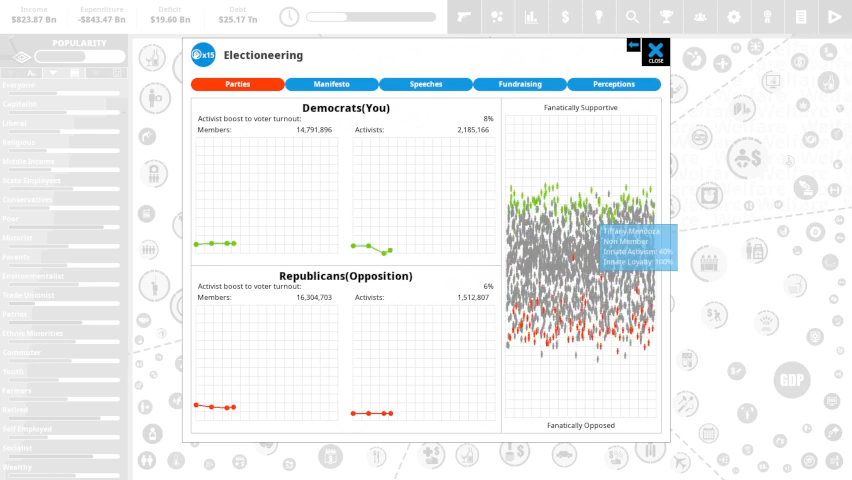 Income
Expenditure
Deficit
Debt
$823.87 Bn
-$843.47 Bn
$19.60 Bn
$25.17 Tn
POPULARITY
Everyone
Capitalist
Liberal
Religious
Middle Income
State Employees
Conservatives
Poor
Motorist
Parents
Environmentalist
Trade Unionist
Patriot
Ethnic Minorities
Commuter
Youth
Farmers
Retired
Self Employed
Socialist
Wealthy
x15
Electioneering
CLOSE
Parties
Manifesto
Speeches
Fundraising
Perceptions
Democrats(You)
Activist boost to voter turnout:
8%
Members:
14,791,896
Activists:
2,185,166
Republicans(Opposition)
Activist boost to voter turnout:
6%
Members:
16,304,703
Activists:
1,512,807
Fanatically Supportive
Tiffany Mendoza
Non Member
Innate Activism: 40%
Innate Loyalty: 100%
Fanatically Opposed
GDP